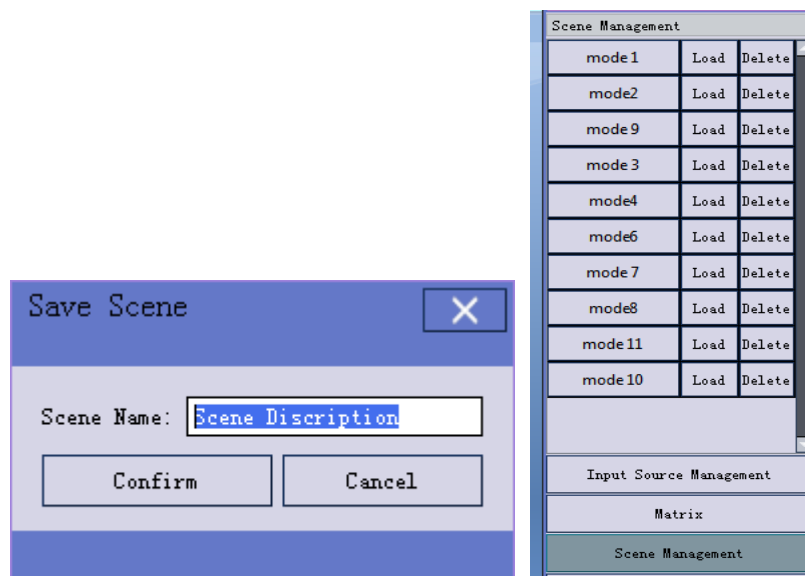 Save Scene
Scene Name: Scene Discription
Confirm Cancel
Scene Management
mode 1 Load Delete
mode2 Load Delete
mode 9 Load Delete
mode 3 Load Delete
mode4 Load Delete
mode6 Load Delete
mode 7 Load Delete
mode8 Load Delete
mode 11 Load Delete
mode 10 Load Delete
Input Source Management
Matrix
Scene Management